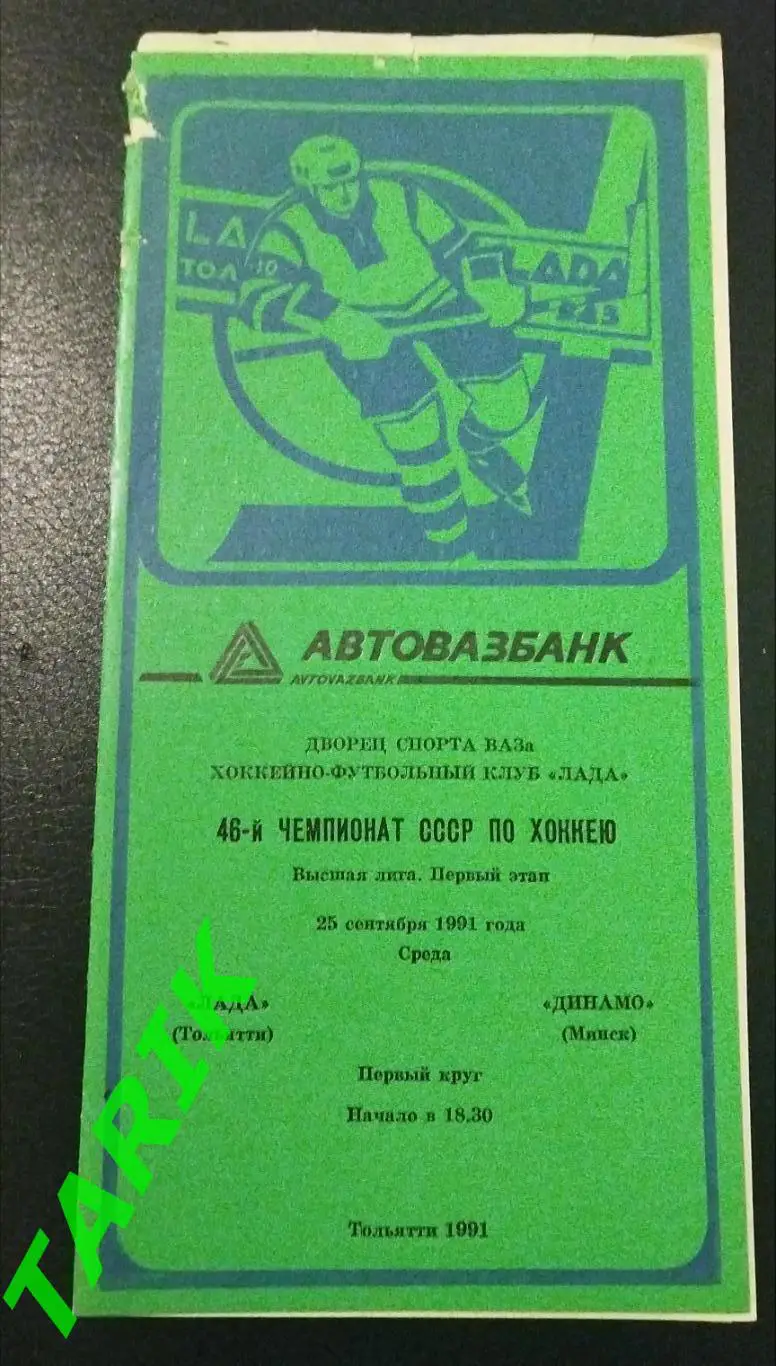 LA
ТОЛ
LADA
АВТОВАЗБАНК
AVTOVAZBANK
ДВОРЕЦ СПОРТА ВАЗа
ХОККЕЙНО-ФУТБОЛЬНЫЙ КЛУБ «ЛАДА»
46-й ЧЕМПИОНАТ СССР ПО ХОККЕЮ
Высшая лига. Первый этап
25 сентября 1991 года
Среда
«ЛАДА» «ДИНАМО»
(Тольятти) (Минск)
Первый круг
Начало в 18.30
Тольятти 1991
TARIK